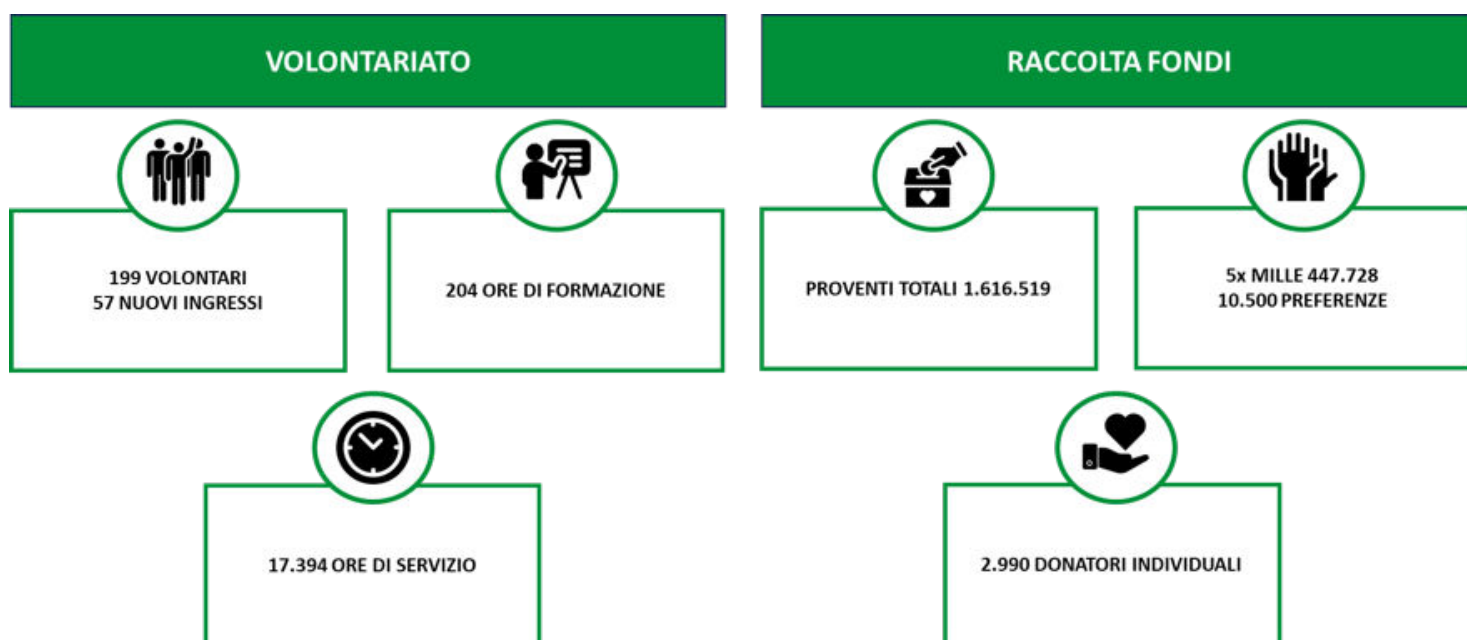 VOLONTARIATO
199 VOLONTARI
57 NUOVI INGRESSI
204 ORE DI FORMAZIONE
17.394 ORE DI SERVIZIO
RACCOLTA FONDI
PROVENTI TOTALI 1.616.519
5x MILLE 447.728
10.500 PREFERENZE
2.990 DONATORI INDIVIDUALI